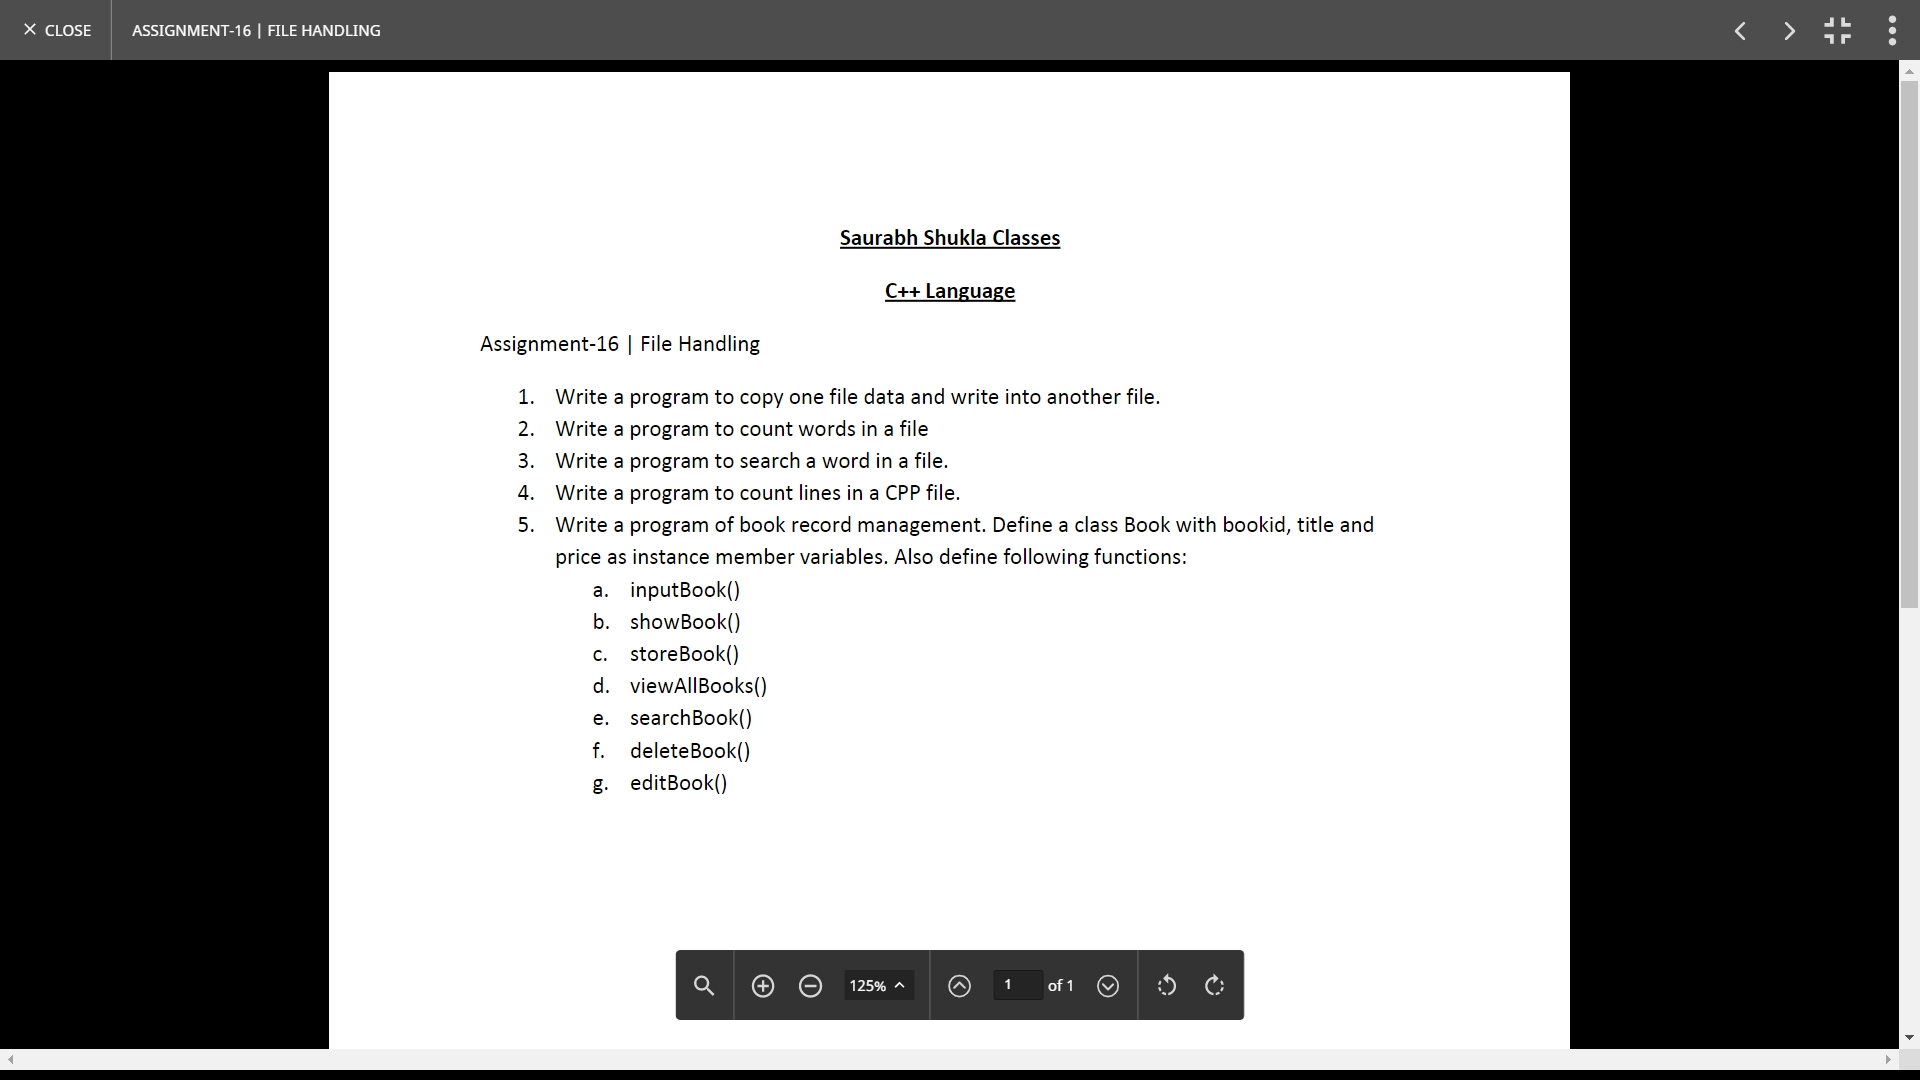 CLOSE
ASSIGNMENT-16 | FILE HANDLING
Saurabh Shukla Classes
C++ Language
Assignment-16 | File Handling
1. Write a program to copy one file data and write into another file.
2. Write a program to count words in a file
3. Write a program to search a word in a file.
4. Write a program to count lines in a CPP file.
5. Write a program of book record management. Define a class Book with bookid, title and
price as instance member variables. Also define following functions:
a. inputBook()
b. showBook()
c. storeBook()
d. viewAllBooks()
e. searchBook()
f. deleteBook()
g. editBook()
125%
1 of 1